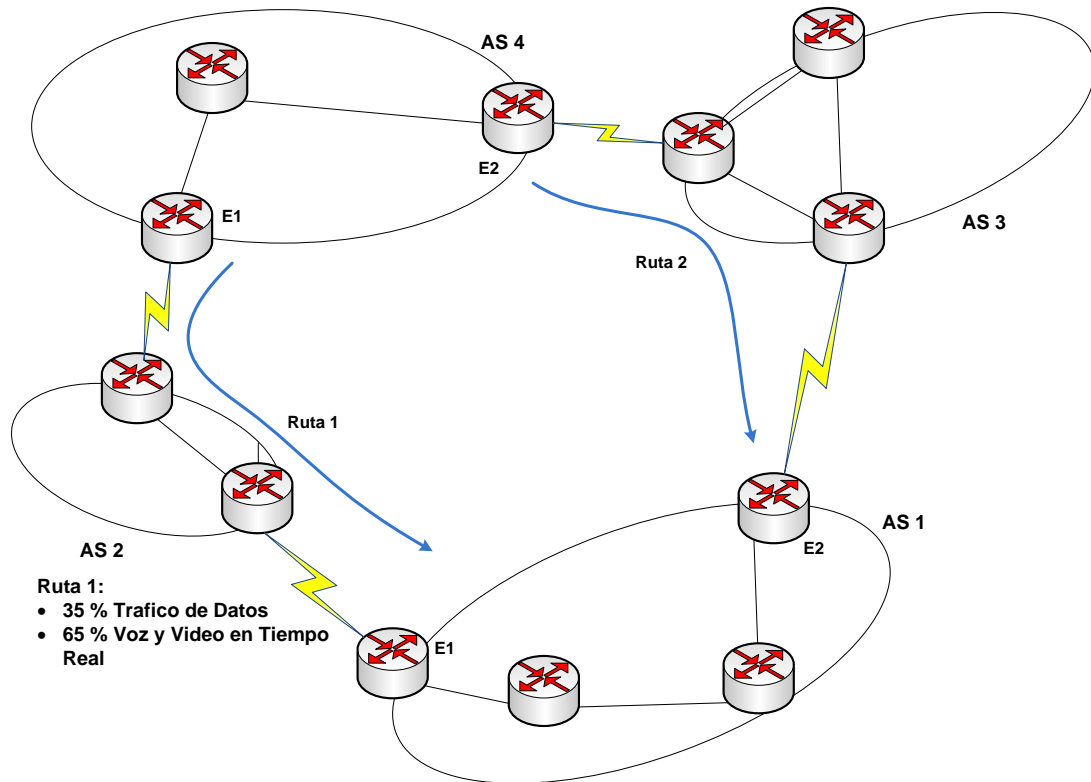 AS 4
E2
E1
AS 3
Ruta 2
Ruta 1
AS 1
E2
AS 2
Ruta 1:
• 35 % Trafico de Datos
• 65 % Voz y Video en Tiempo
Real
E1